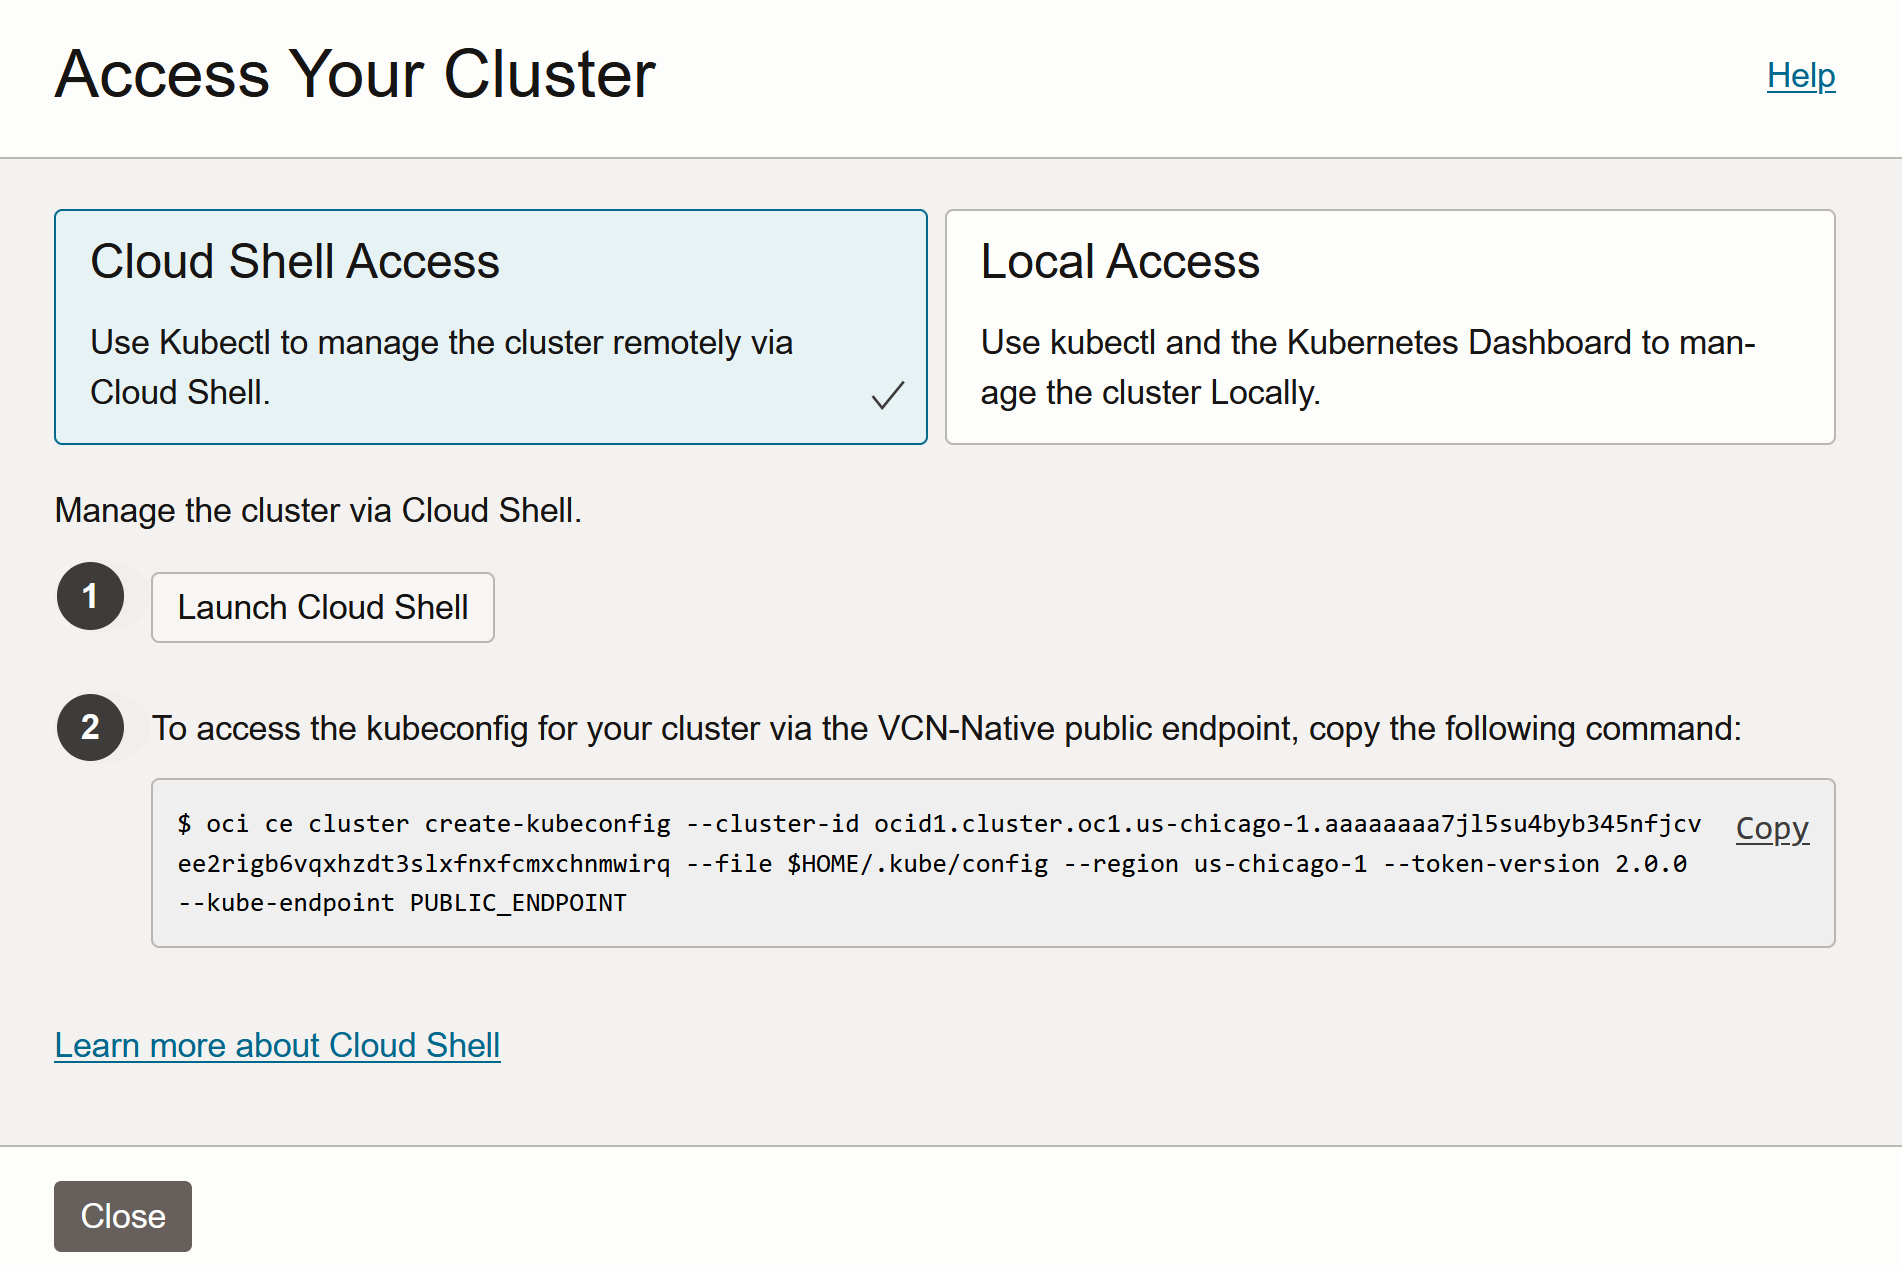 Access Your Cluster
Help
Cloud Shell Access
Use Kubectl to manage the cluster remotely via
Cloud Shell.
Local Access
Use kubectl and the Kubernetes Dashboard to man-
age the cluster Locally.
Manage the cluster via Cloud Shell.
1
Launch Cloud Shell
2
To access the kubeconfig for your cluster via the VCN-Native public endpoint, copy the following command:
$ oci ce cluster create-kubeconfig --cluster-id ocid1.cluster.oc1.us-chicago-1.aaaaaaaa7jl5su4byb345nfjcv
ee2rigb6vqxhzdt3slxfnxfcmxchnmwirq --file $HOME/.kube/config --region us-chicago-1 --token-version 2.0.0
--kube-endpoint PUBLIC_ENDPOINT
Copy
Learn more about Cloud Shell
Close